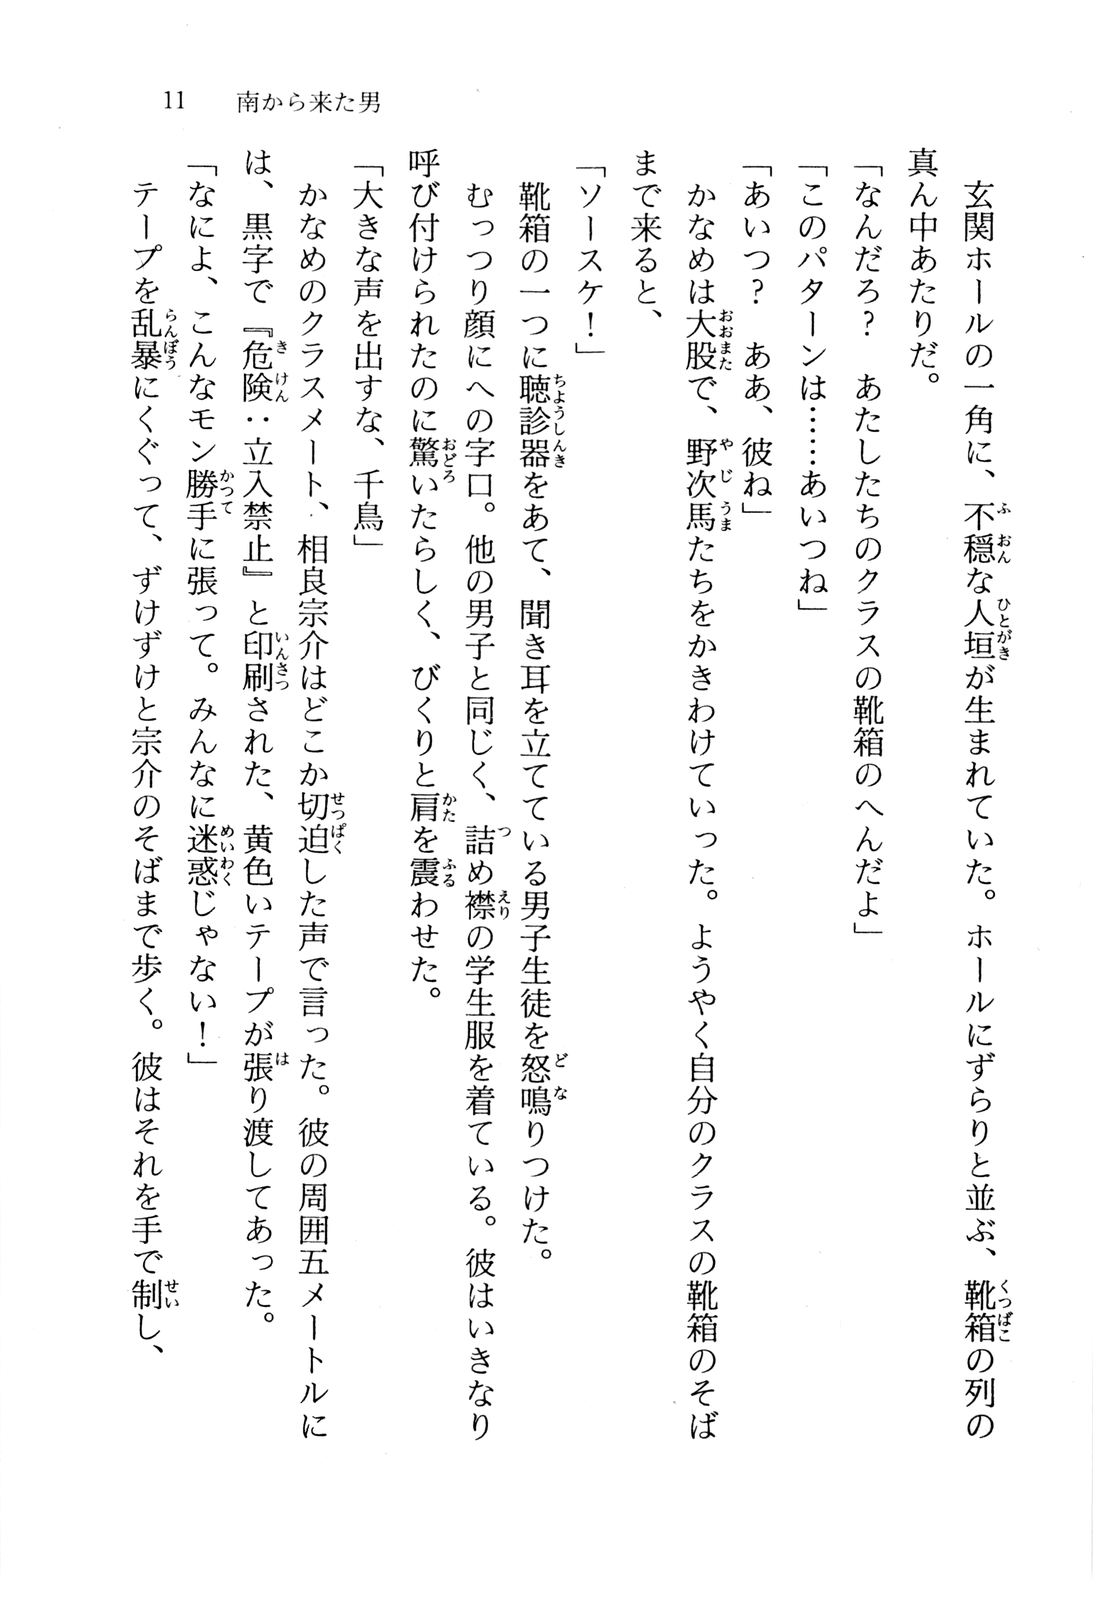 11　南から来た男
　玄関ホールの一角に、不穏な人垣が生まれていた。ホールにずらりと並ぶ、靴箱の列の
真ん中あたりだ。
「なんだろ？　あたしたちのクラスの靴箱のへんだよ」
「このパターンは……あいつね」
「あいつ？　ああ、彼ね」
　かなめは大股で、野次馬たちをかきわけていった。ようやく自分のクラスの靴箱のそば
まで来ると、
「ソースケ！」
　靴箱の一つに聴診器をあて、聞き耳を立てている男子生徒を怒鳴りつけた。
　むっつり顔にへの字口。他の男子と同じく、詰め襟の学生服を着ている。彼はいきなり
呼び付けられたのに驚いたらしく、びくりと肩を震わせた。
「大きな声を出すな、千鳥」
　かなめのクラスメート、相良宗介はどこか切迫した声で言った。彼の周囲五メートルに
は、黒字で『危険：立入禁止』と印刷された、黄色いテープが張り渡してあった。
「なによ、こんなモン勝手に張って。みんなに迷惑じゃない！」
　テープを乱暴にくぐって、ずけずけと宗介のそばまで歩く。彼はそれを手で制し、